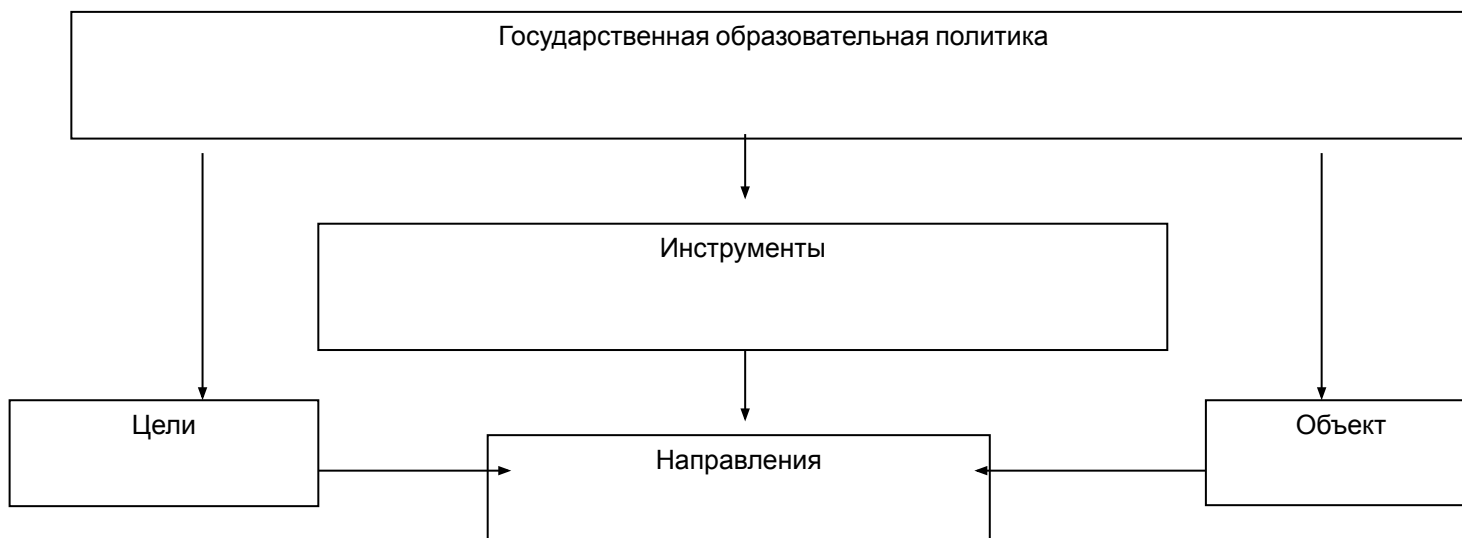 Государственная образовательная политика
Инструменты
Цели
Направления
Объект